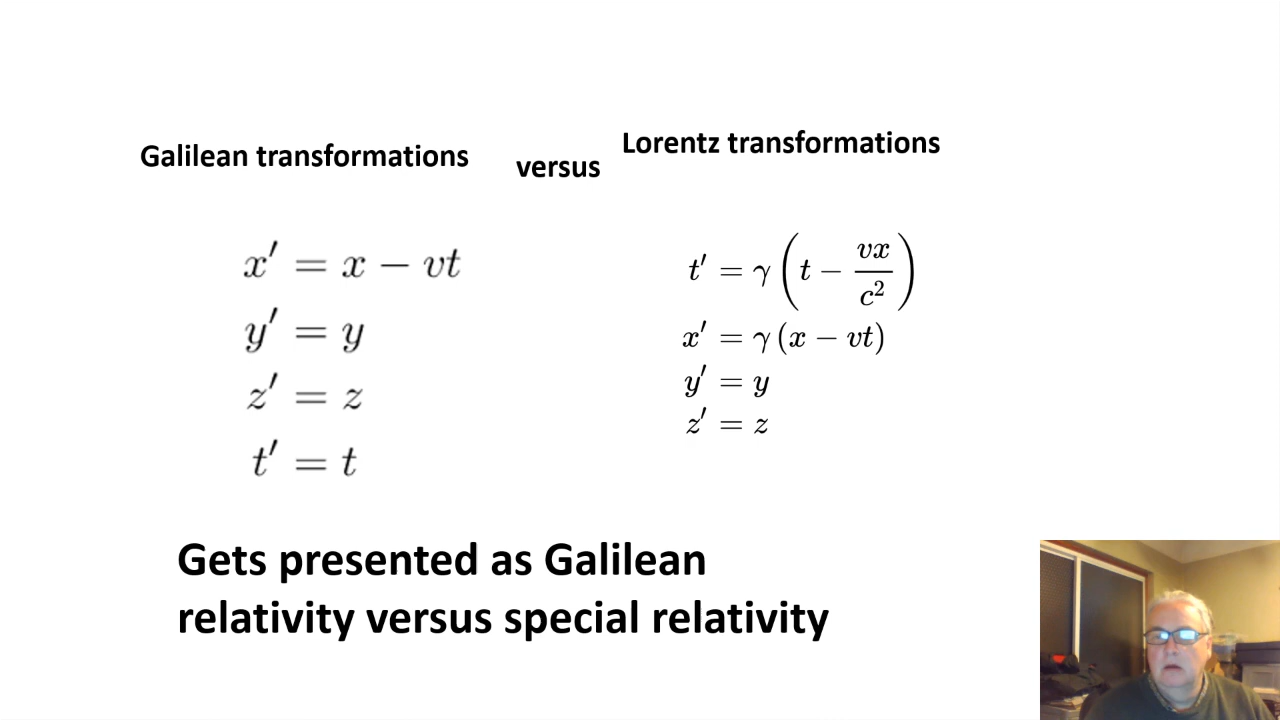 Galilean transformations
versus
Lorentz transformations
x′ = x − vt
y′ = y
z′ = z
t′ = t
t′ = γ(t − vx/c²)
x′ = γ(x − vt)
y′ = y
z′ = z
Gets presented as Galilean
relativity versus special relativity